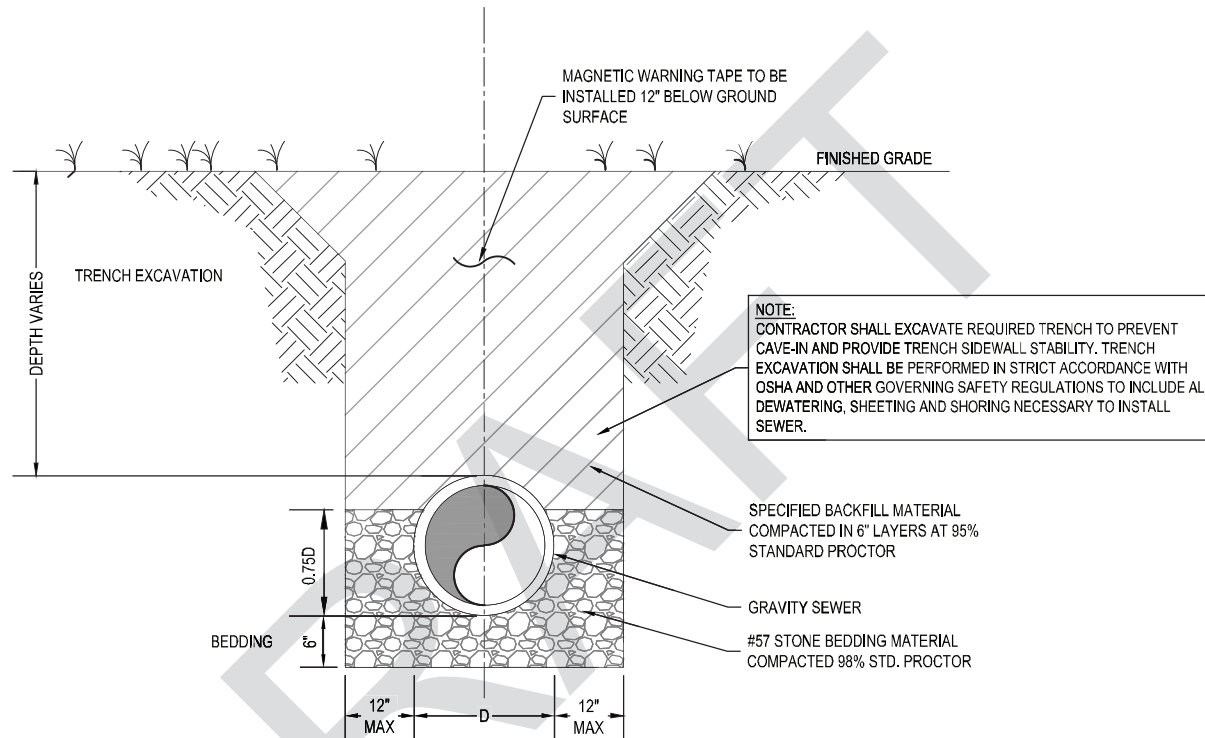 MAGNETIC WARNING TAPE TO BE
INSTALLED 12" BELOW GROUND
SURFACE
FINISHED GRADE
TRENCH EXCAVATION
DEPTH VARIES
NOTE:
CONTRACTOR SHALL EXCAVATE REQUIRED TRENCH TO PREVENT
CAVE-IN AND PROVIDE TRENCH SIDEWALL STABILITY. TRENCH
EXCAVATION SHALL BE PERFORMED IN STRICT ACCORDANCE WITH
OSHA AND OTHER GOVERNING SAFETY REGULATIONS TO INCLUDE AL
DEWATERING, SHEETING AND SHORING NECESSARY TO INSTALL
SEWER.
SPECIFIED BACKFILL MATERIAL
COMPACTED IN 6" LAYERS AT 95%
STANDARD PROCTOR
0.75D
GRAVITY SEWER
BEDDING
6"
#57 STONE BEDDING MATERIAL
COMPACTED 98% STD. PROCTOR
12"
MAX
D
12"
MAX
DRAFT